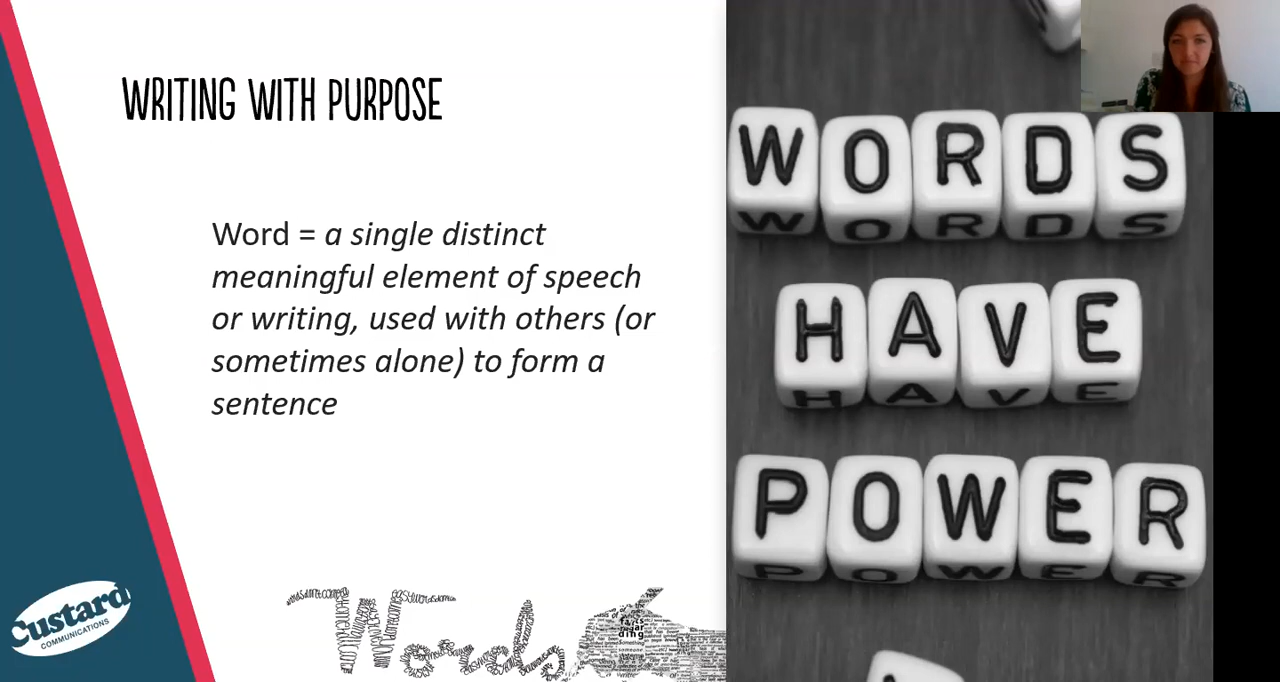 WRITING WITH PURPOSE
Word = a single distinct
meaningful element of speech
or writing, used with others (or
sometimes alone) to form a
sentence
Custard
COMMUNICATIONS
WORDS
HAVE
POWER